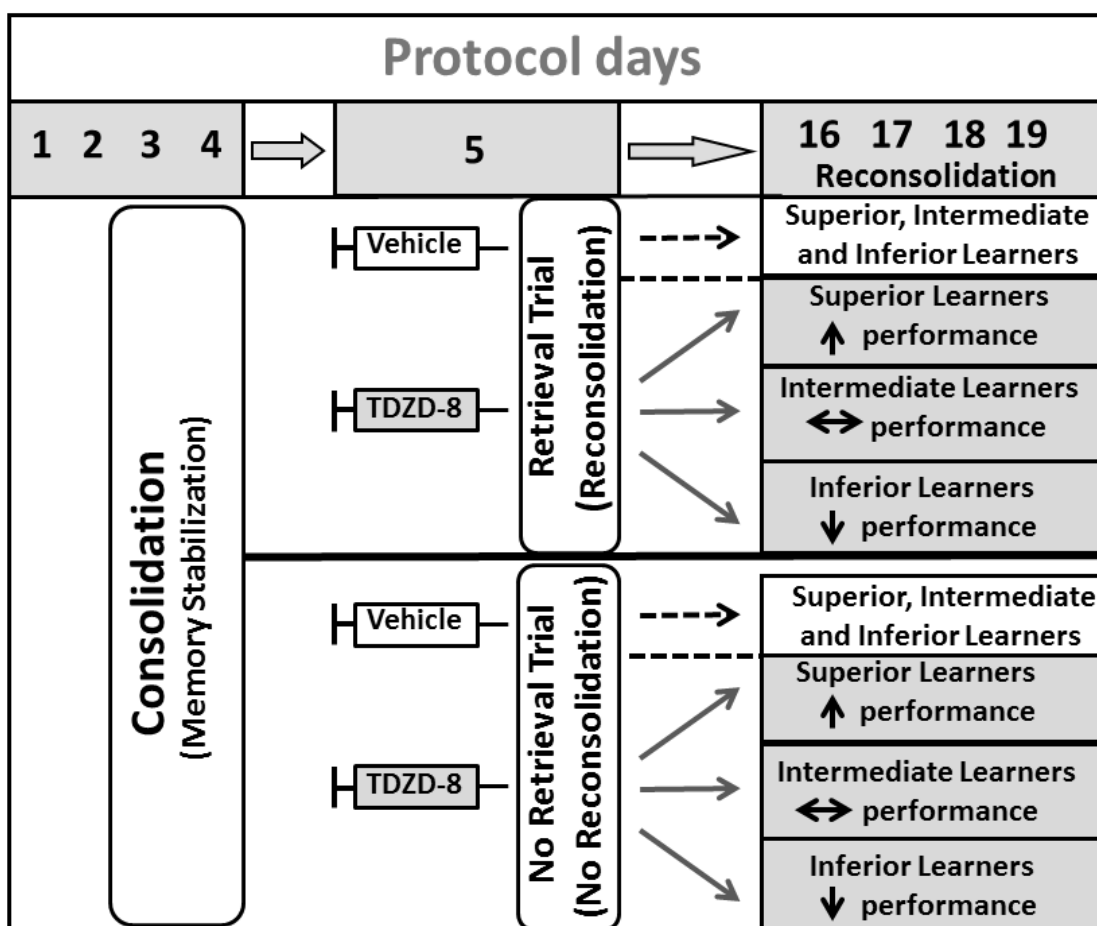 Protocol days
1 2 3 4
5
16 17 18 19
Reconsolidation
Consolidation
(Memory Stabilization)
Vehicle
TDZD-8
Retrieval Trial
(Reconsolidation)
Superior, Intermediate
and Inferior Learners
Superior Learners
performance
Intermediate Learners
performance
Inferior Learners
performance
Vehicle
TDZD-8
No Retrieval Trial
(No Reconsolidation)
Superior, Intermediate
and Inferior Learners
Superior Learners
performance
Intermediate Learners
performance
Inferior Learners
performance